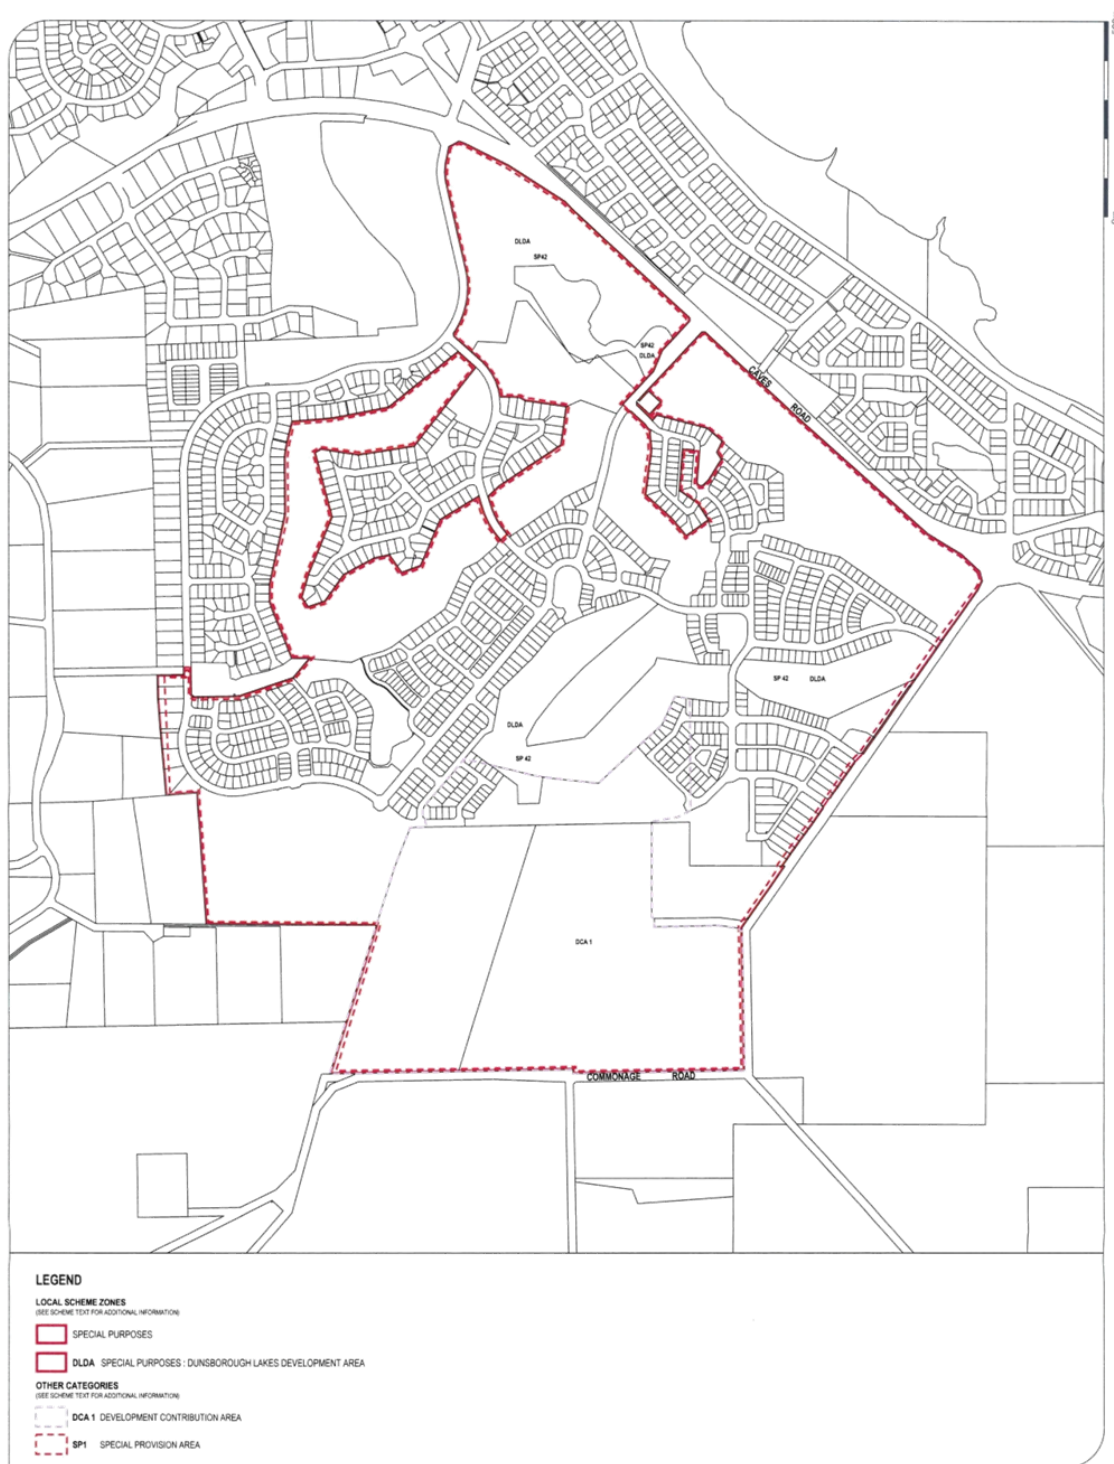 DLDA
SP42
SP42
DLDA
CAVES ROAD
SP 42 DLDA
DLDA
SP 42
DCA 1
COMMONAGE ROAD
LEGEND
LOCAL SCHEME ZONES
(SEE SCHEME TEXT FOR ADDITIONAL INFORMATION)
SPECIAL PURPOSES
DLDA SPECIAL PURPOSES : DUNSBOROUGH LAKES DEVELOPMENT AREA
OTHER CATEGORIES
(SEE SCHEME TEXT FOR ADDITIONAL INFORMATION)
DCA 1 DEVELOPMENT CONTRIBUTION AREA
SP1 SPECIAL PROVISION AREA